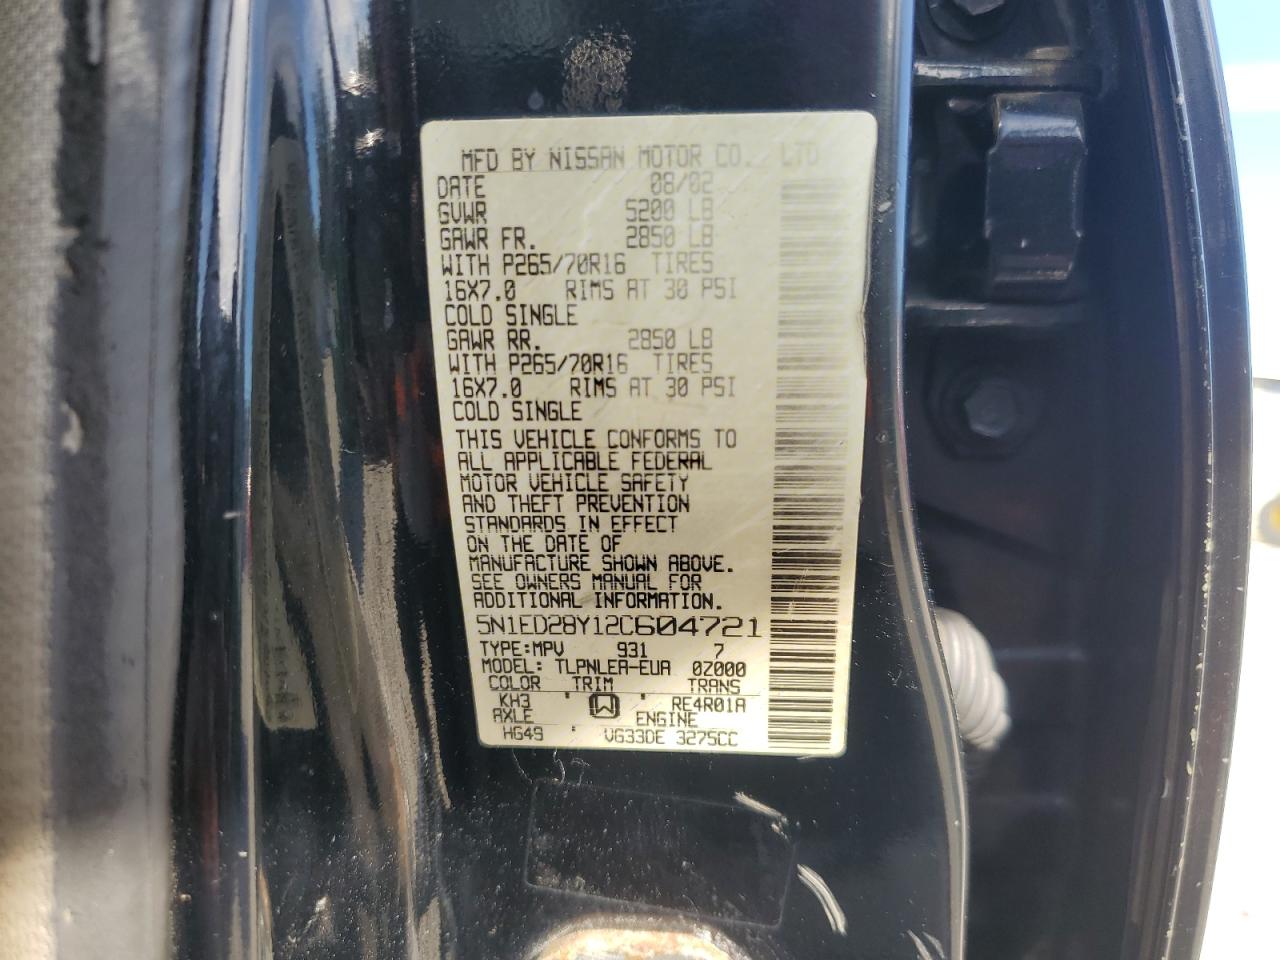 MFD BY NISSAN MOTOR CO. LTD
DATE 08/02
GVWR 5200 LB
GAWR FR. 2850 LB
WITH P265/70R16 TIRES
16X7.0 RIMS AT 30 PSI
COLD SINGLE
GAWR RR. 2850 LB
WITH P265/70R16 TIRES
16X7.0 RIMS AT 30 PSI
COLD SINGLE
THIS VEHICLE CONFORMS TO
ALL APPLICABLE FEDERAL
MOTOR VEHICLE SAFETY
AND THEFT PREVENTION
STANDARDS IN EFFECT
ON THE DATE OF
MANUFACTURE SHOWN ABOVE.
SEE OWNERS MANUAL FOR
ADDITIONAL INFORMATION.
5N1ED28Y12C604721
TYPE:MPV 931 7
MODEL: TLPNLEA-EUA 0Z000
COLOR TRIM TRANS
KH3 ' W ' RE4R01A
AXLE ENGINE
HG49 ' VG33DE 3275CC